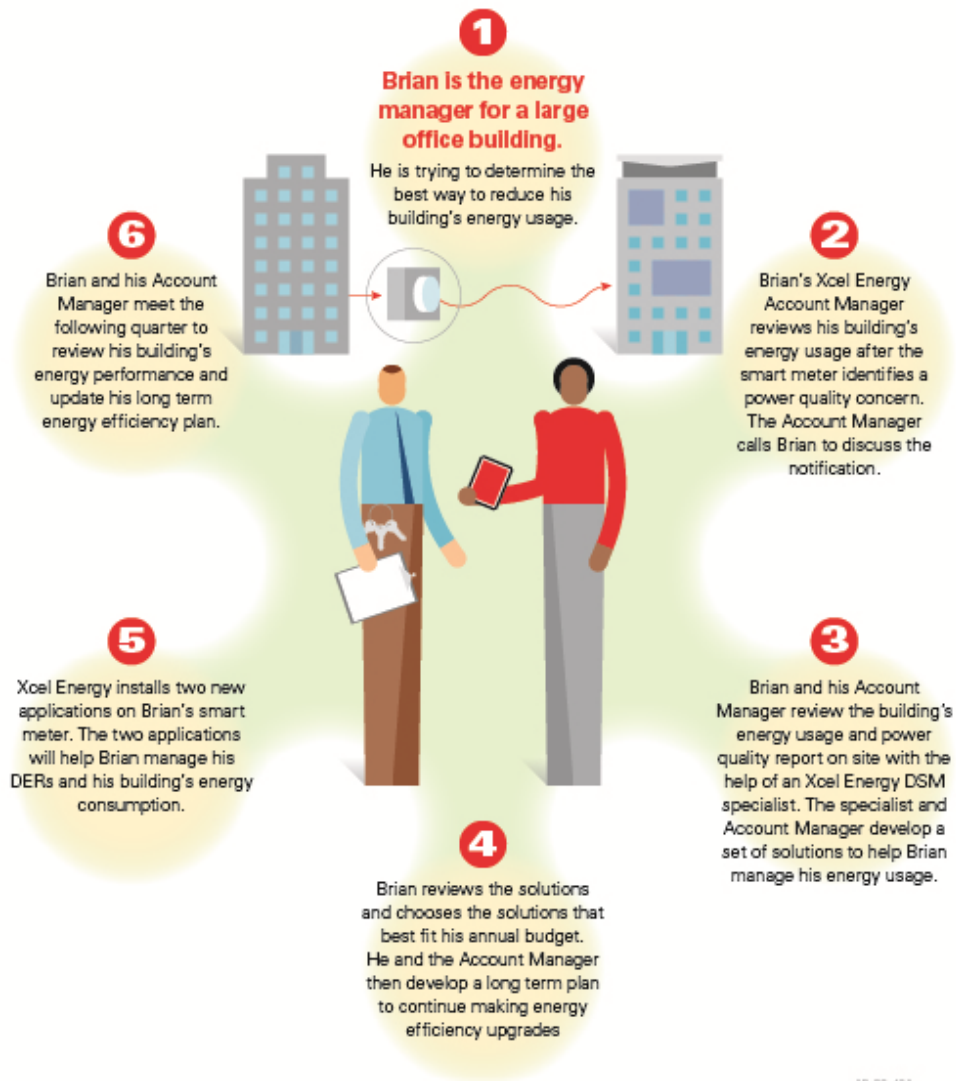 1
Brian is the energy
manager for a large
office building.
He is trying to determine the
best way to reduce his
building's energy usage.
2
Brian's Xcel Energy
Account Manager
reviews his building's
energy usage after the
smart meter identifies a
power quality concern.
The Account Manager
calls Brian to discuss the
notification.
3
Brian and his Account
Manager review the building's
energy usage and power
quality report on site with the
help of an Xcel Energy DSM
specialist. The specialist and
Account Manager develop a
set of solutions to help Brian
manage his energy usage.
4
Brian reviews the solutions
and chooses the solutions that
best fit his annual budget.
He and the Account Manager
then develop a long term plan
to continue making energy
efficiency upgrades
5
Xcel Energy installs two new
applications on Brian's smart
meter. The two applications
will help Brian manage his
DERs and his building's energy
consumption.
6
Brian and his Account
Manager meet the
following quarter to
review his building's
energy performance and
update his long term
energy efficiency plan.